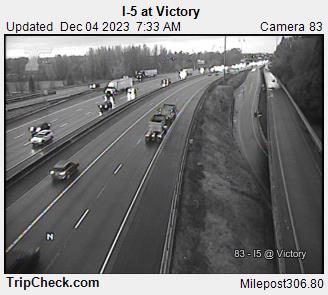 I-5 at Victory
Updated Dec 04 2023 7:33 AM Camera 83
N
83 - I5 @ Victory
TripCheck.com Milepost306.80